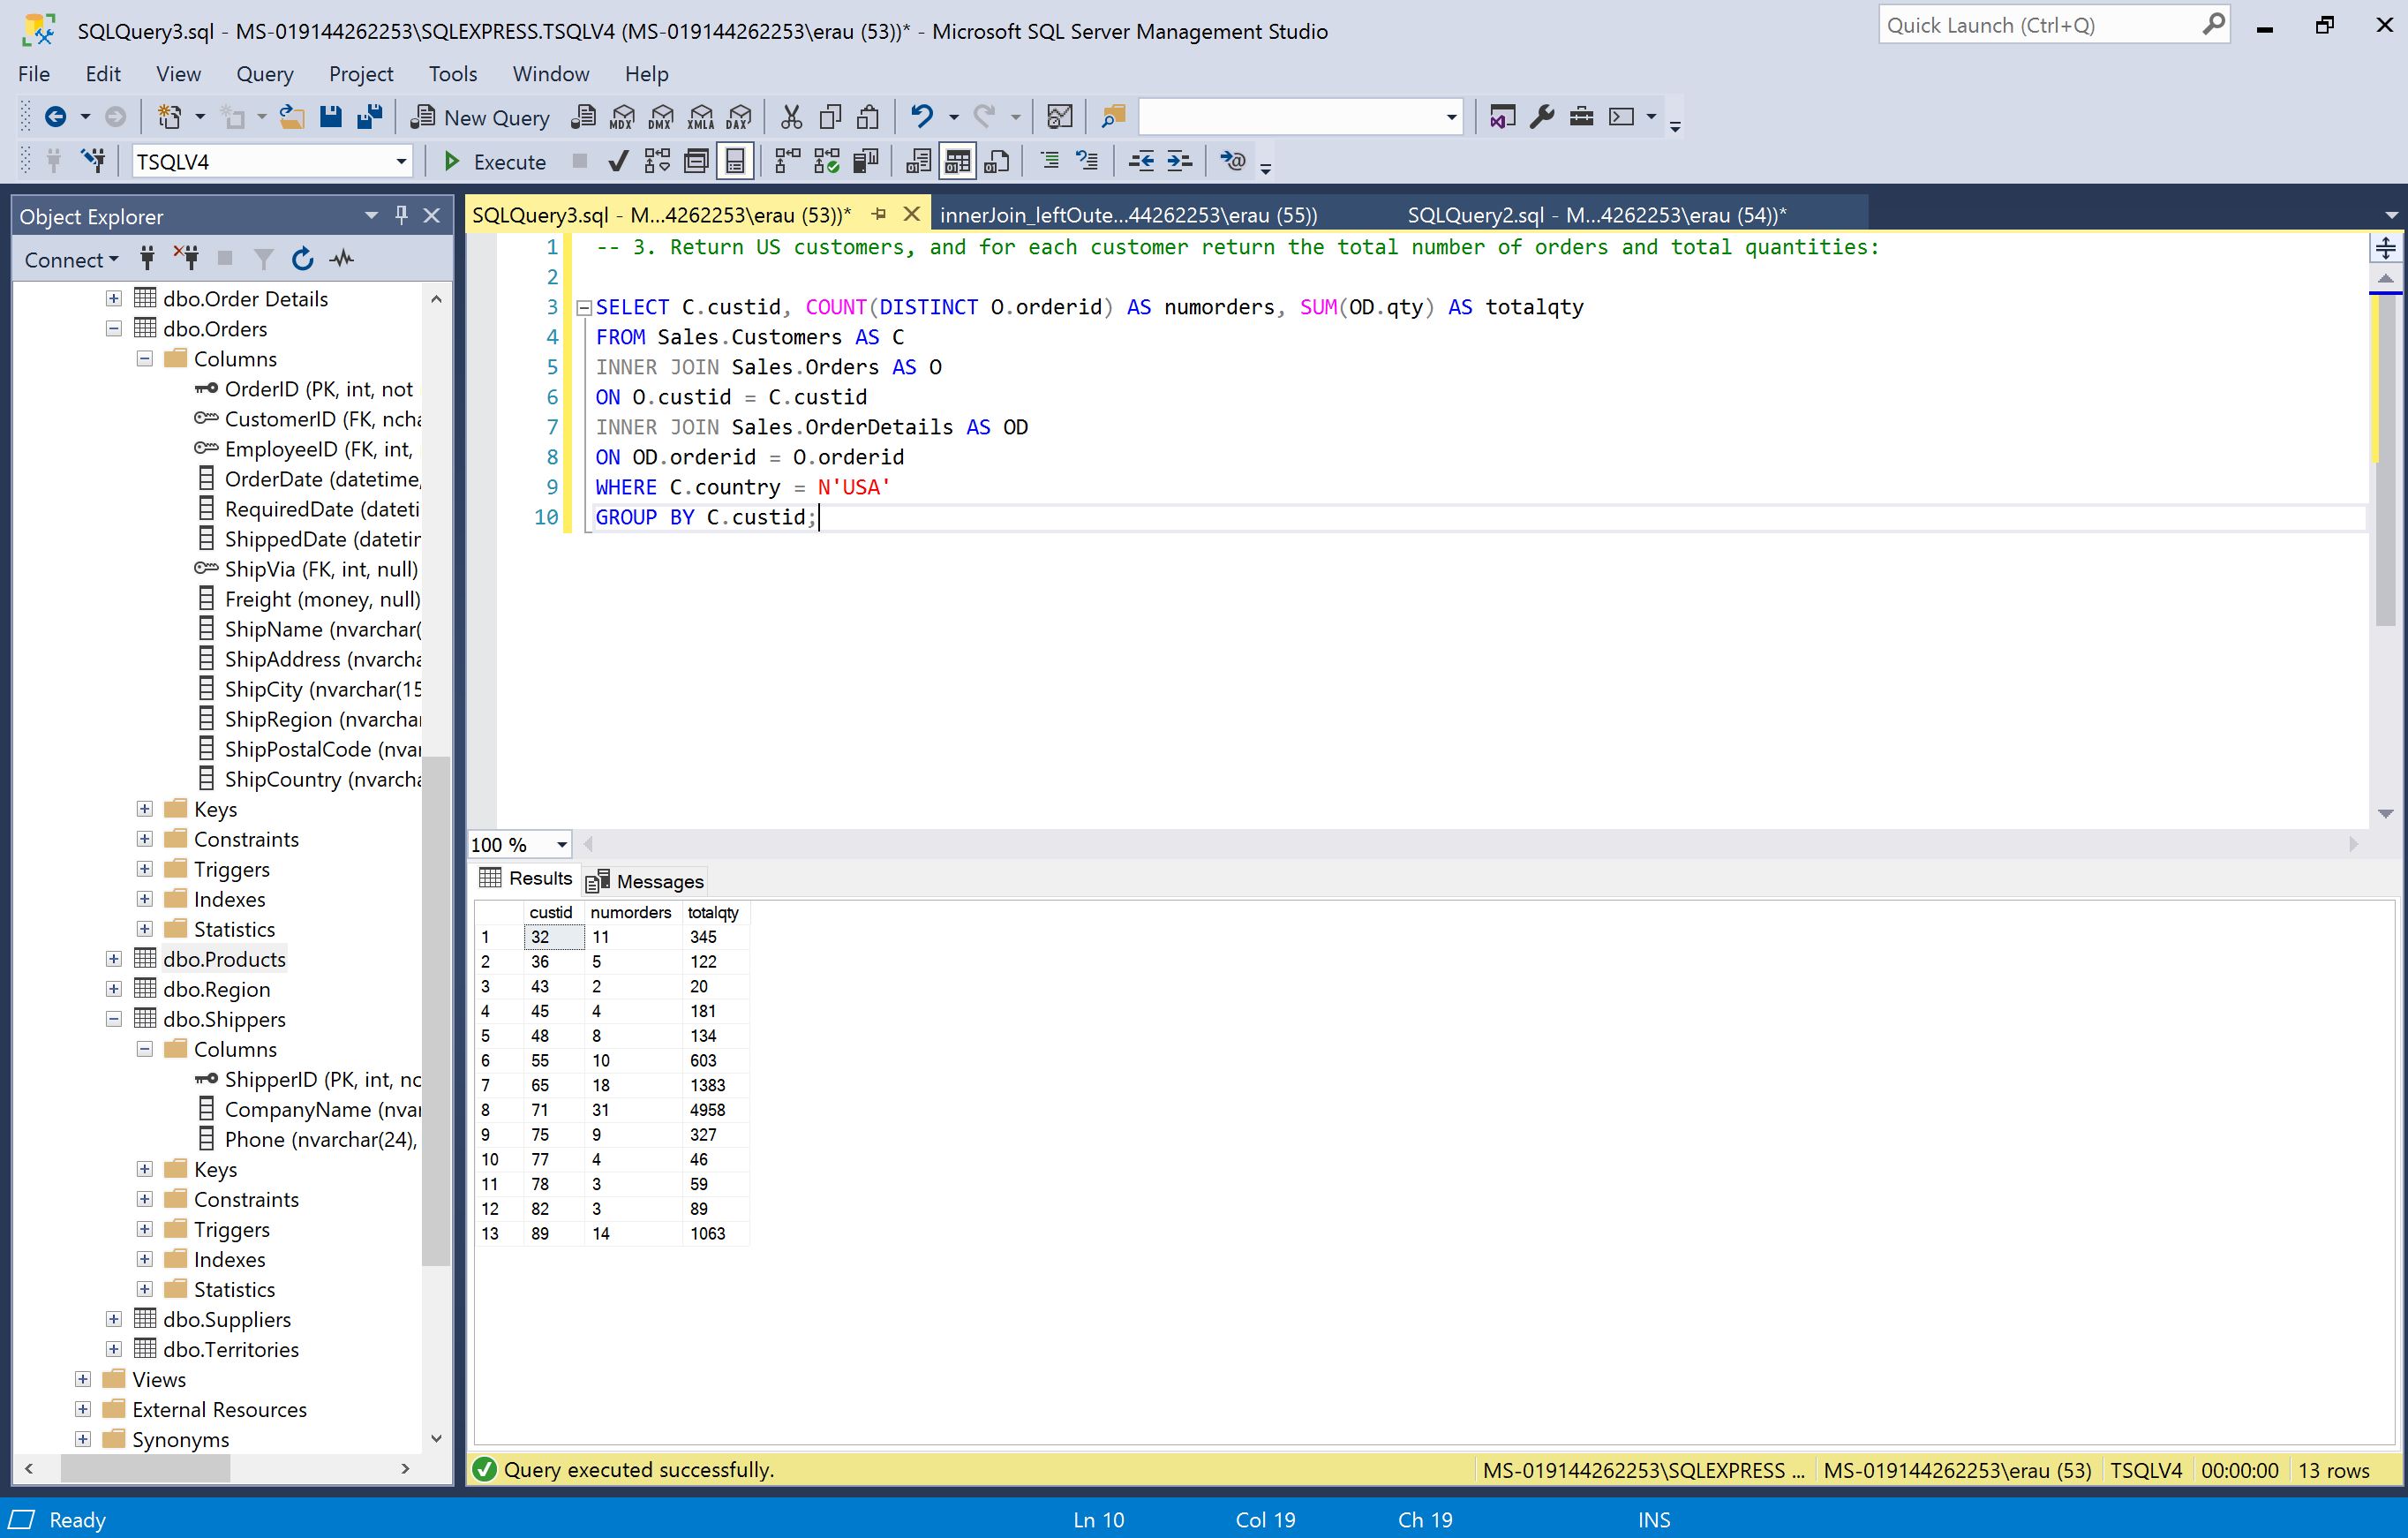 SQLQuery3.sql - MS-019144262253\SQLEXPRESS.TSQLV4 (MS-019144262253\erau (53))* - Microsoft SQL Server Management Studio
Quick Launch (Ctrl+Q)
File Edit View Query Project Tools Window Help
New Query MDX DMX XMLA DAX
TSQLV4 Execute
Object Explorer
Connect
dbo.Order Details
dbo.Orders
Columns
OrderID (PK, int, not
CustomerID (FK, ncha
EmployeeID (FK, int,
OrderDate (datetime,
RequiredDate (dateti
ShippedDate (datetin
ShipVia (FK, int, null)
Freight (money, null)
ShipName (nvarchar(
ShipAddress (nvarcha
ShipCity (nvarchar(15
ShipRegion (nvarchar
ShipPostalCode (nvar
ShipCountry (nvarcha
Keys
Constraints
Triggers
Indexes
Statistics
dbo.Products
dbo.Region
dbo.Shippers
Columns
ShipperID (PK, int, nc
CompanyName (nvar
Phone (nvarchar(24),
Keys
Constraints
Triggers
Indexes
Statistics
dbo.Suppliers
dbo.Territories
Views
External Resources
Synonyms
SQLQuery3.sql - M...4262253\erau (53))* innerJoin_leftOute...44262253\erau (55)) SQLQuery2.sql - M...4262253\erau (54))*
1 -- 3. Return US customers, and for each customer return the total number of orders and total quantities:
2
3 SELECT C.custid, COUNT(DISTINCT O.orderid) AS numorders, SUM(OD.qty) AS totalqty
4 FROM Sales.Customers AS C
5 INNER JOIN Sales.Orders AS O
6 ON O.custid = C.custid
7 INNER JOIN Sales.OrderDetails AS OD
8 ON OD.orderid = O.orderid
9 WHERE C.country = N'USA'
10 GROUP BY C.custid;
100 %
Results Messages
custid numorders totalqty
1 32 11 345
2 36 5 122
3 43 2 20
4 45 4 181
5 48 8 134
6 55 10 603
7 65 18 1383
8 71 31 4958
9 75 9 327
10 77 4 46
11 78 3 59
12 82 3 89
13 89 14 1063
Query executed successfully. MS-019144262253\SQLEXPRESS ... MS-019144262253\erau (53) TSQLV4 00:00:00 13 rows
Ready Ln 10 Col 19 Ch 19 INS